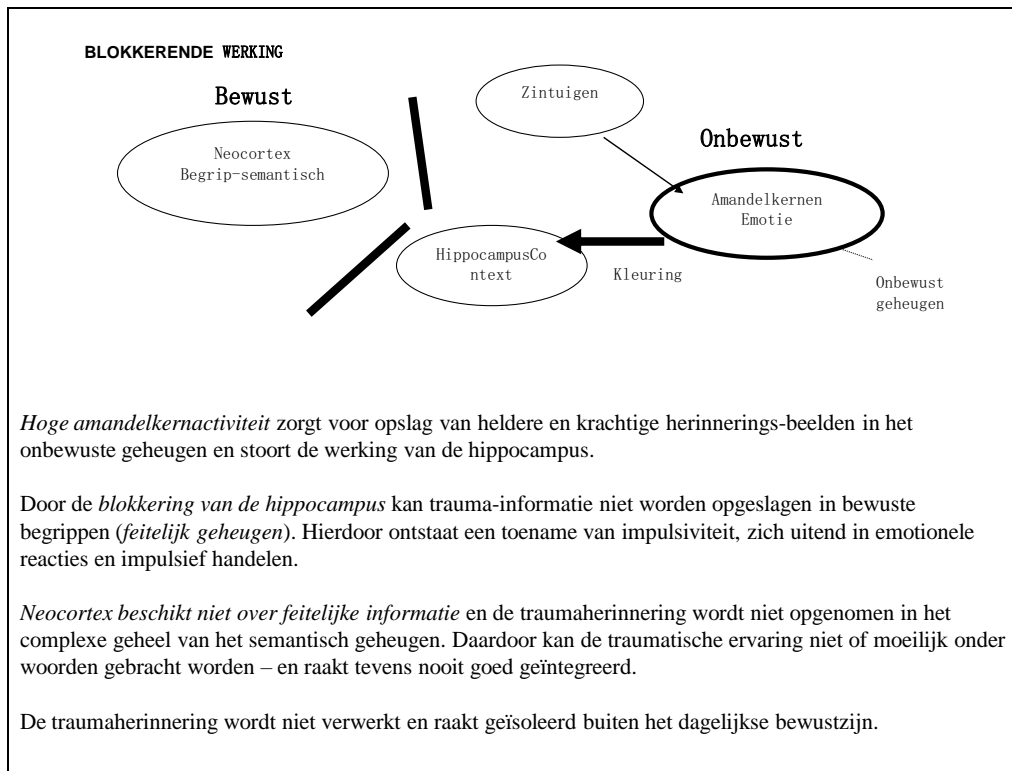 BLOKKERENDE WERKING
Bewust
Zintuigen
Onbewust
Neocortex
Begrip-semantisch
Amandelkernen
Emotie
HippocampusCo
ntext
Kleuring
Onbewust
geheugen
Hoge amandelkernactiviteit zorgt voor opslag van heldere en krachtige herinnerings-beelden in het
onbewuste geheugen en stoort de werking van de hippocampus.
Door de blokkering van de hippocampus kan trauma-informatie niet worden opgeslagen in bewuste
begrippen (feitelijk geheugen). Hierdoor ontstaat een toename van impulsiviteit, zich uitend in emotionele
reacties en impulsief handelen.
Neocortex beschikt niet over feitelijke informatie en de traumaherinnering wordt niet opgenomen in het
complexe geheel van het semantisch geheugen. Daardoor kan de traumatische ervaring niet of moeilijk onder
woorden gebracht worden – en raakt tevens nooit goed geïntegreerd.
De traumaherinnering wordt niet verwerkt en raakt geïsoleerd buiten het dagelijkse bewustzijn.